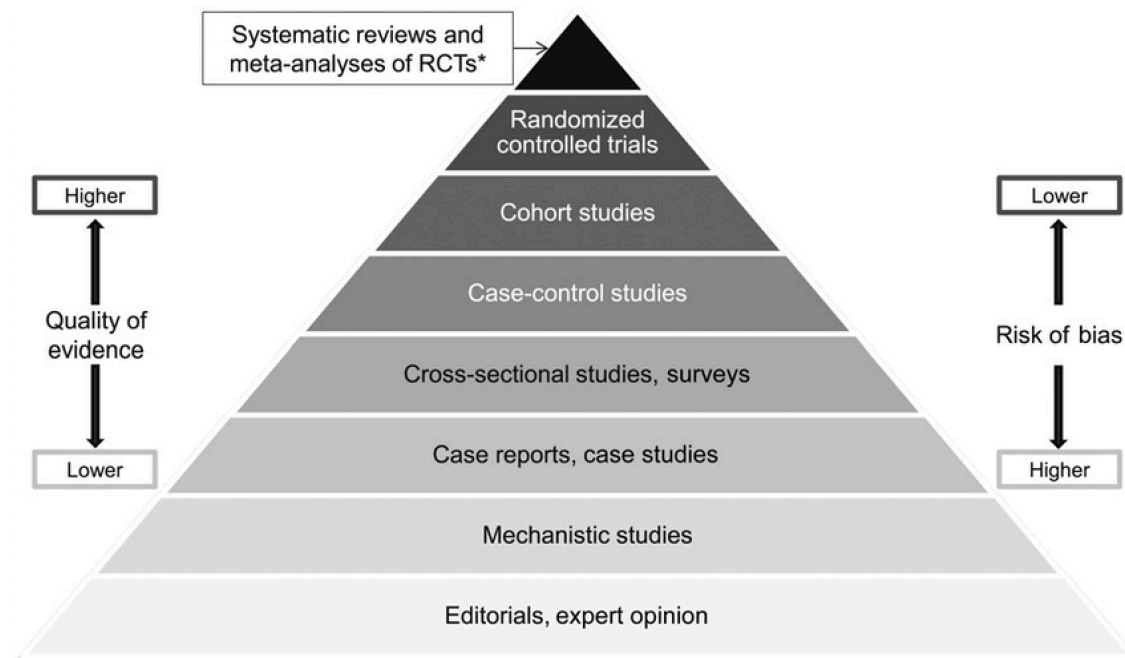 Systematic reviews and
meta-analyses of RCTs*
Randomized
controlled trials
Higher
Lower
Cohort studies
Case-control studies
Quality of
evidence
Risk of bias
Cross-sectional studies, surveys
Case reports, case studies
Lower
Higher
Mechanistic studies
Editorials, expert opinion